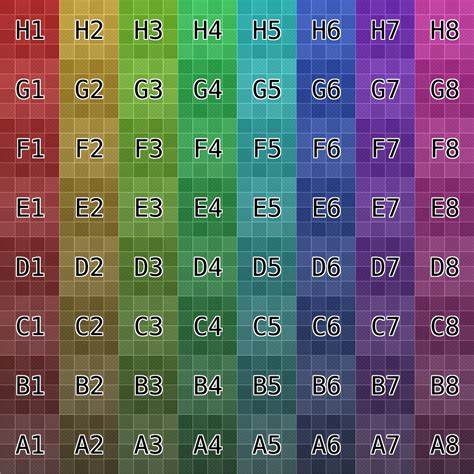 H1 H2 H3 H4 H5 H6 H7 H8
G1 G2 G3 G4 G5 G6 G7 G8
F1 F2 F3 F4 F5 F6 F7 F8
E1 E2 E3 E4 E5 E6 E7 E8
D1 D2 D3 D4 D5 D6 D7 D8
C1 C2 C3 C4 C5 C6 C7 C8
B1 B2 B3 B4 B5 B6 B7 B8
A1 A2 A3 A4 A5 A6 A7 A8